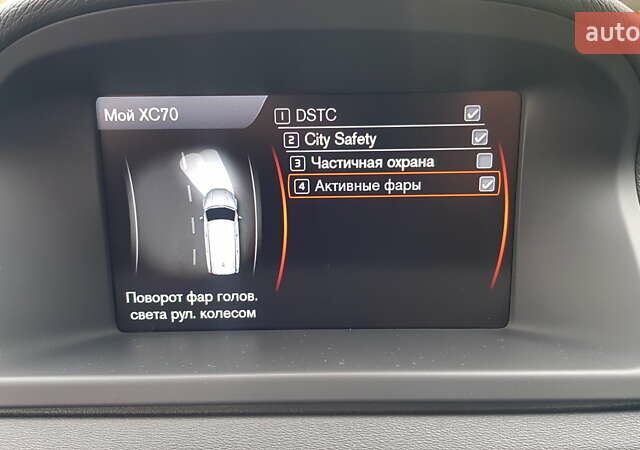 auto
Мой XC70
1 DSTC
2 City Safety
3 Частичная охрана
4 Активные фары
Поворот фар голов.
света рул. колесом